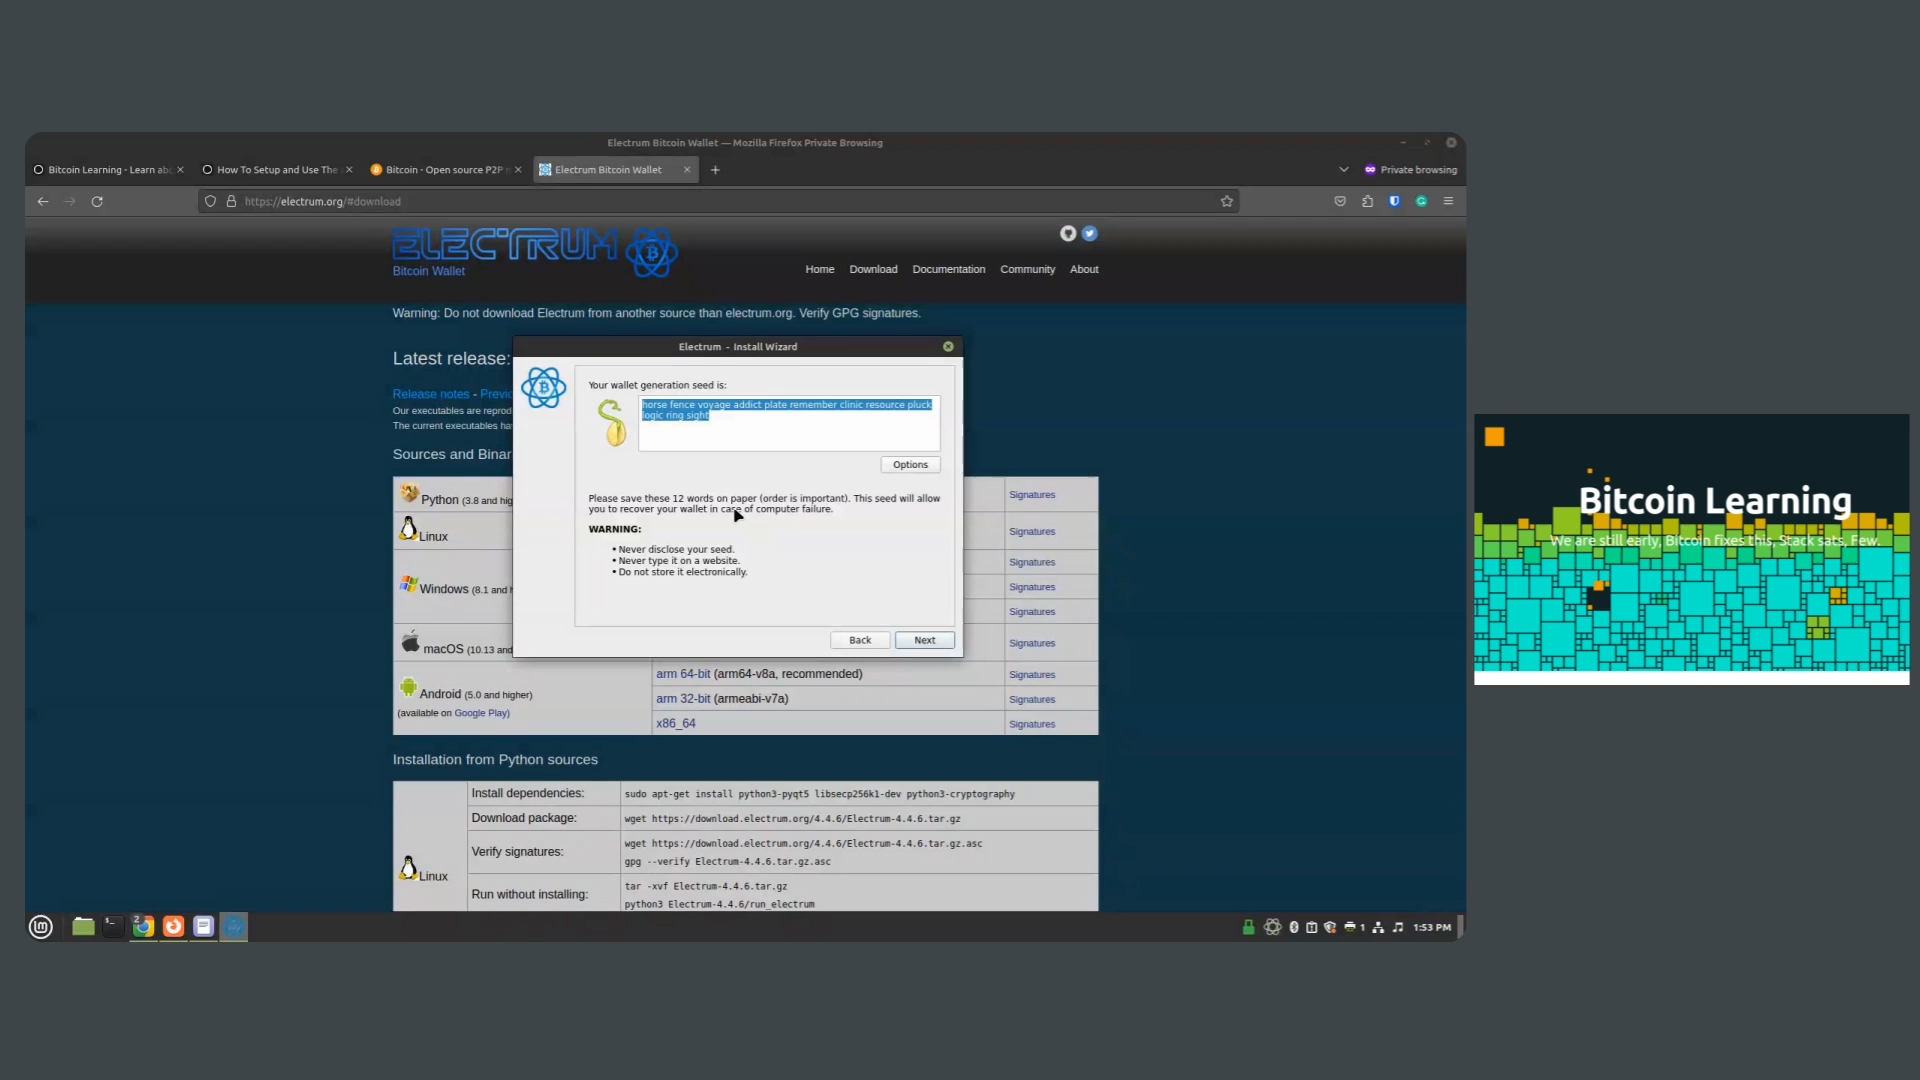 Electrum Bitcoin Wallet — Mozilla Firefox Private Browsing
Bitcoin Learning - Learn ab
How To Setup and Use The
Bitcoin - Open source P2P
Electrum Bitcoin Wallet
Private browsing
https://electrum.org/#download
ELECTRUM
Bitcoin Wallet
Home Download Documentation Community About
Warning: Do not download Electrum from another source than electrum.org. Verify GPG signatures.
Latest release:
Release notes - Previo
Our executables are reprod
The current executables ha
Sources and Binar
Python (3.8 and hig
Signatures
Linux
Signatures
Signatures
Windows (8.1 and h
Signatures
Signatures
macOS (10.13 and
Signatures
Android (5.0 and higher)
(available on Google Play)
arm 64-bit (arm64-v8a, recommended)
Signatures
arm 32-bit (armeabi-v7a)
Signatures
x86_64
Signatures
Electrum - Install Wizard
Your wallet generation seed is:
horse fence voyage addict plate remember clinic resource pluck
logic ring sight
Options
Please save these 12 words on paper (order is important). This seed will allow
you to recover your wallet in case of computer failure.
WARNING:
• Never disclose your seed.
• Never type it on a website.
• Do not store it electronically.
Back
Next
Installation from Python sources
Linux
Install dependencies:
sudo apt-get install python3-pyqt5 libsecp256k1-dev python3-cryptography
Download package:
wget https://download.electrum.org/4.4.6/Electrum-4.4.6.tar.gz
Verify signatures:
wget https://download.electrum.org/4.4.6/Electrum-4.4.6.tar.gz.asc
gpg --verify Electrum-4.4.6.tar.gz.asc
Run without installing:
tar -xvf Electrum-4.4.6.tar.gz
python3 Electrum-4.4.6/run_electrum
2
1
1:53 PM
Bitcoin Learning
We are still early, Bitcoin fixes this, Stack sats, Few.